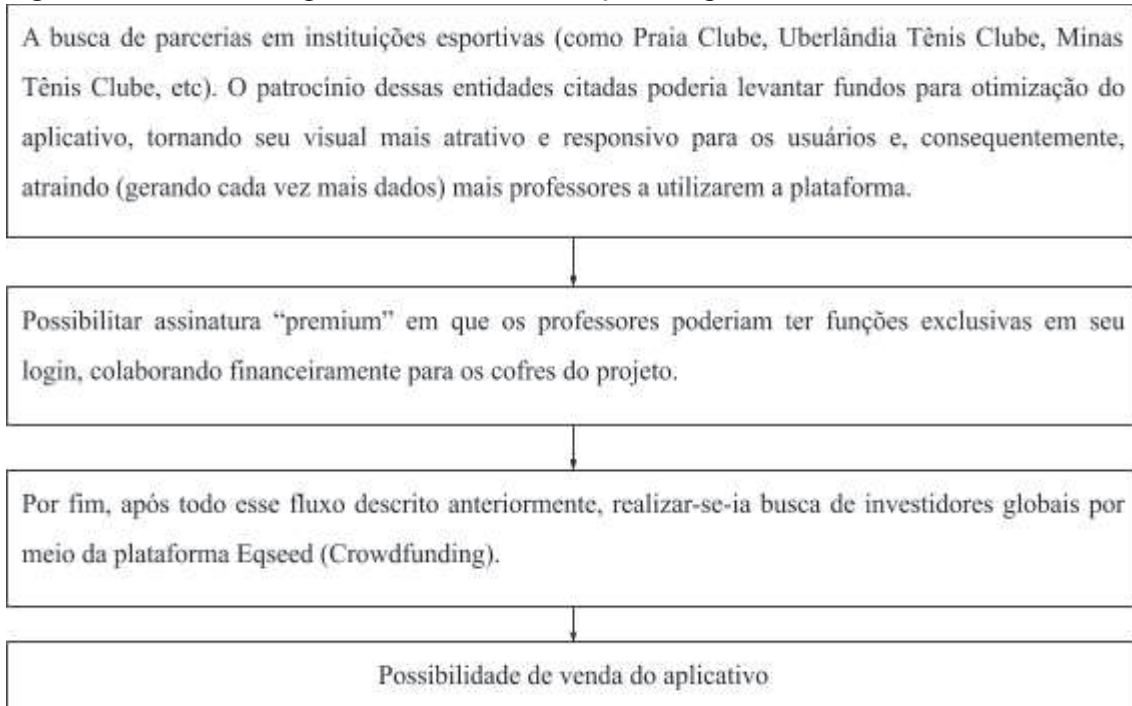 A busca de parcerias em instituições esportivas (como Praia Clube, Uberlândia Tênis Clube, Minas
Tênis Clube, etc). O patrocínio dessas entidades citadas poderia levantar fundos para otimização do
aplicativo, tornando seu visual mais atrativo e responsivo para os usuários e, consequentemente,
atraindo (gerando cada vez mais dados) mais professores a utilizarem a plataforma.
Possibilitar assinatura “premium” em que os professores poderiam ter funções exclusivas em seu
login, colaborando financeiramente para os cofres do projeto.
Por fim, após todo esse fluxo descrito anteriormente, realizar-se-ia busca de investidores globais por
meio da plataforma Eqseed (Crowdfunding).
Possibilidade de venda do aplicativo